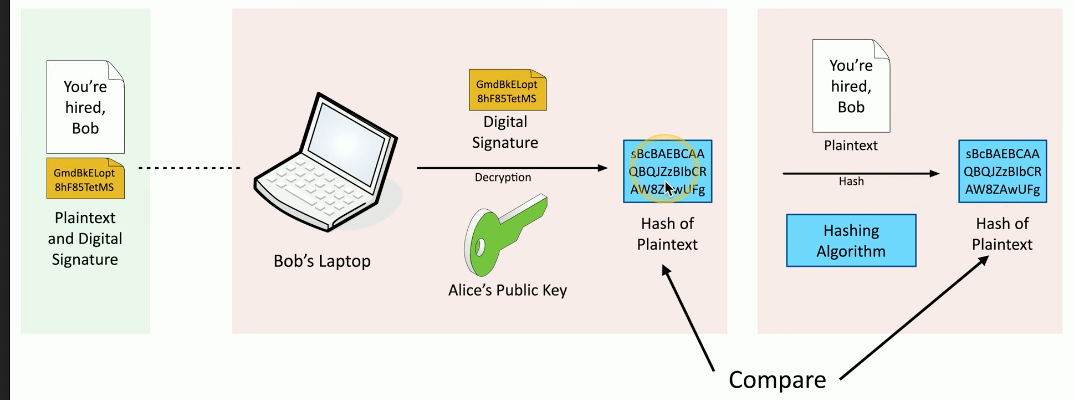 You're
hired,
Bob
GmdBkELopt
8hF85TetMS
Plaintext
and Digital
Signature
Bob's Laptop
GmdBkELopt
8hF85TetMS
Digital
Signature
Decryption
Alice's Public Key
sBcBAEBCAA
QBQJZzBIbCR
AW8ZAwUFg
Hash of
Plaintext
You're
hired,
Bob
Plaintext
Hash
Hashing
Algorithm
sBcBAEBCAA
QBQJZzBIbCR
AW8ZAwUFg
Hash of
Plaintext
Compare